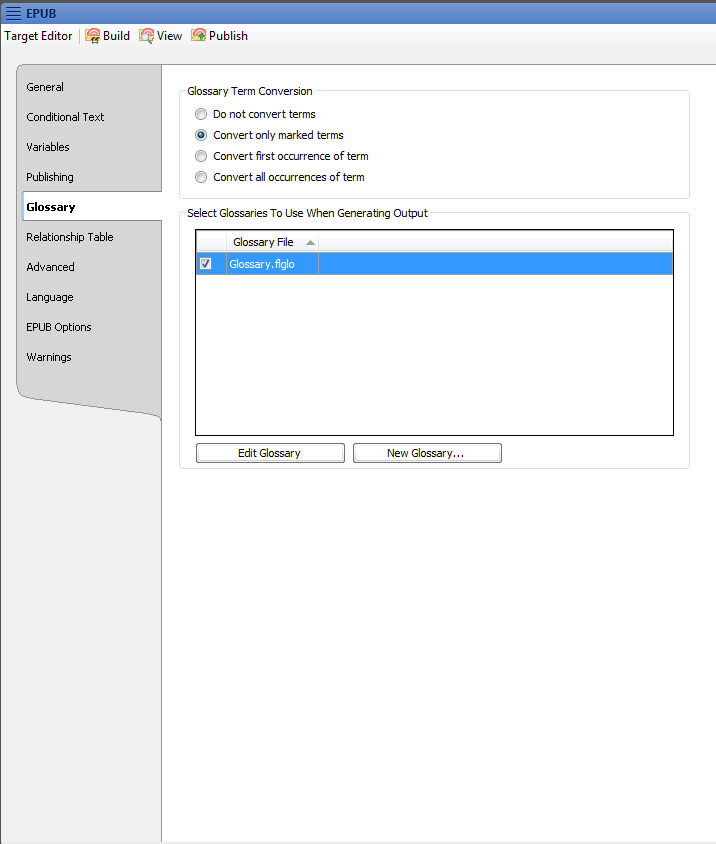 EPUB
Target Editor Build View Publish
General
Conditional Text
Variables
Publishing
Glossary
Relationship Table
Advanced
Language
EPUB Options
Warnings
Glossary Term Conversion
Do not convert terms
Convert only marked terms
Convert first occurrence of term
Convert all occurrences of term
Select Glossaries To Use When Generating Output
Glossary File
Glossary.flglo
Edit Glossary New Glossary...